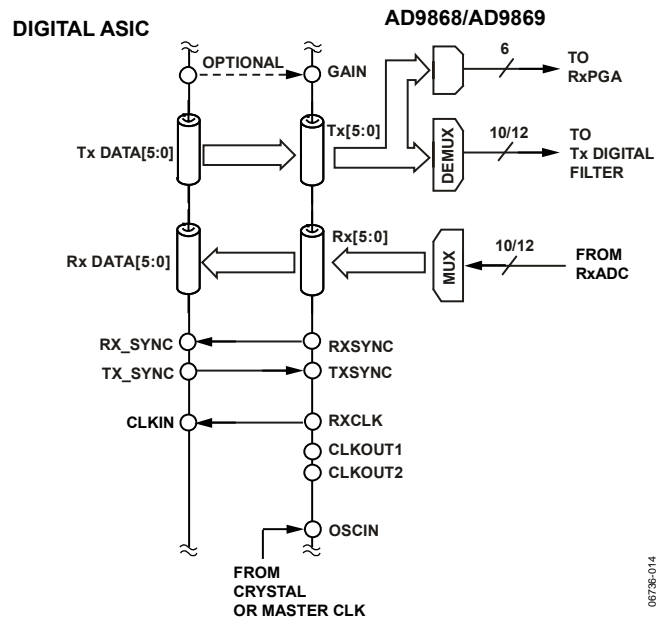 DIGITAL ASIC
AD9868/AD9869
OPTIONAL
GAIN
6
TO
RxPGA
Tx DATA[5:0]
Tx[5:0]
DEMUX
10/12
TO
Tx DIGITAL
FILTER
Rx DATA[5:0]
Rx[5:0]
MUX
10/12
FROM
RxADC
RX_SYNC
RXSYNC
TX_SYNC
TXSYNC
CLKIN
RXCLK
CLKOUT1
CLKOUT2
OSCIN
FROM
CRYSTAL
OR MASTER CLK
06736-014